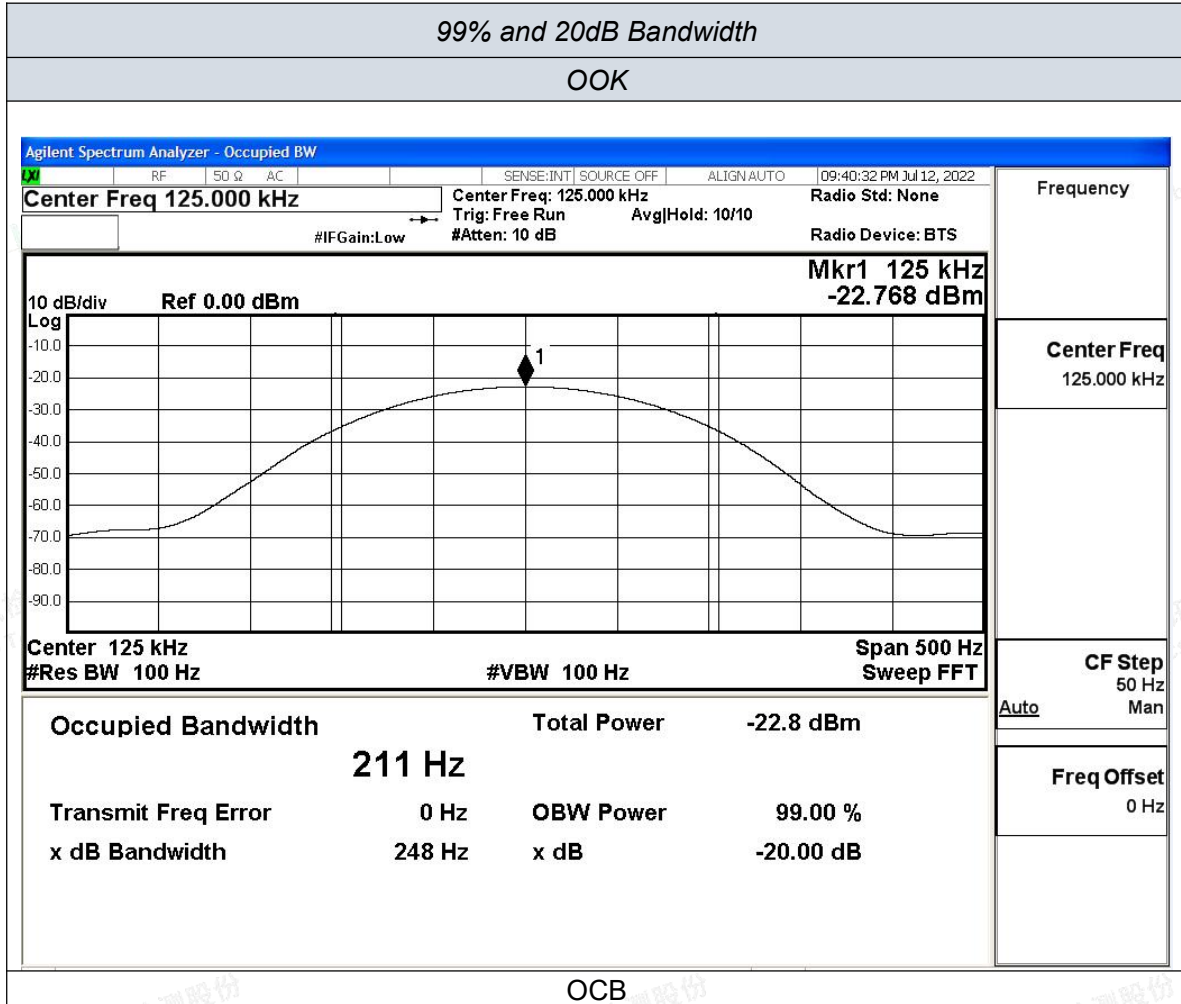 99% and 20dB Bandwidth
OOK
Agilent Spectrum Analyzer - Occupied BW
LXI RF 50 Ω AC SENSE:INT SOURCE OFF ALIGN AUTO 09:40:32 PM Jul 12, 2022
Center Freq 125.000 kHz
Center Freq: 125.000 kHz
Radio Std: None
Trig: Free Run Avg|Hold: 10/10
#IFGain:Low
#Atten: 10 dB
Radio Device: BTS
Mkr1 125 kHz
-22.768 dBm
10 dB/div Ref 0.00 dBm
Log
1
-10.0
-20.0
-30.0
-40.0
-50.0
-60.0
-70.0
-80.0
-90.0
Center 125 kHz Span 500 Hz
#Res BW 100 Hz #VBW 100 Hz Sweep FFT
Occupied Bandwidth Total Power -22.8 dBm
211 Hz
Transmit Freq Error 0 Hz OBW Power 99.00 %
x dB Bandwidth 248 Hz x dB -20.00 dB
Frequency
Center Freq
125.000 kHz
CF Step
50 Hz
Auto Man
Freq Offset
0 Hz
OCB